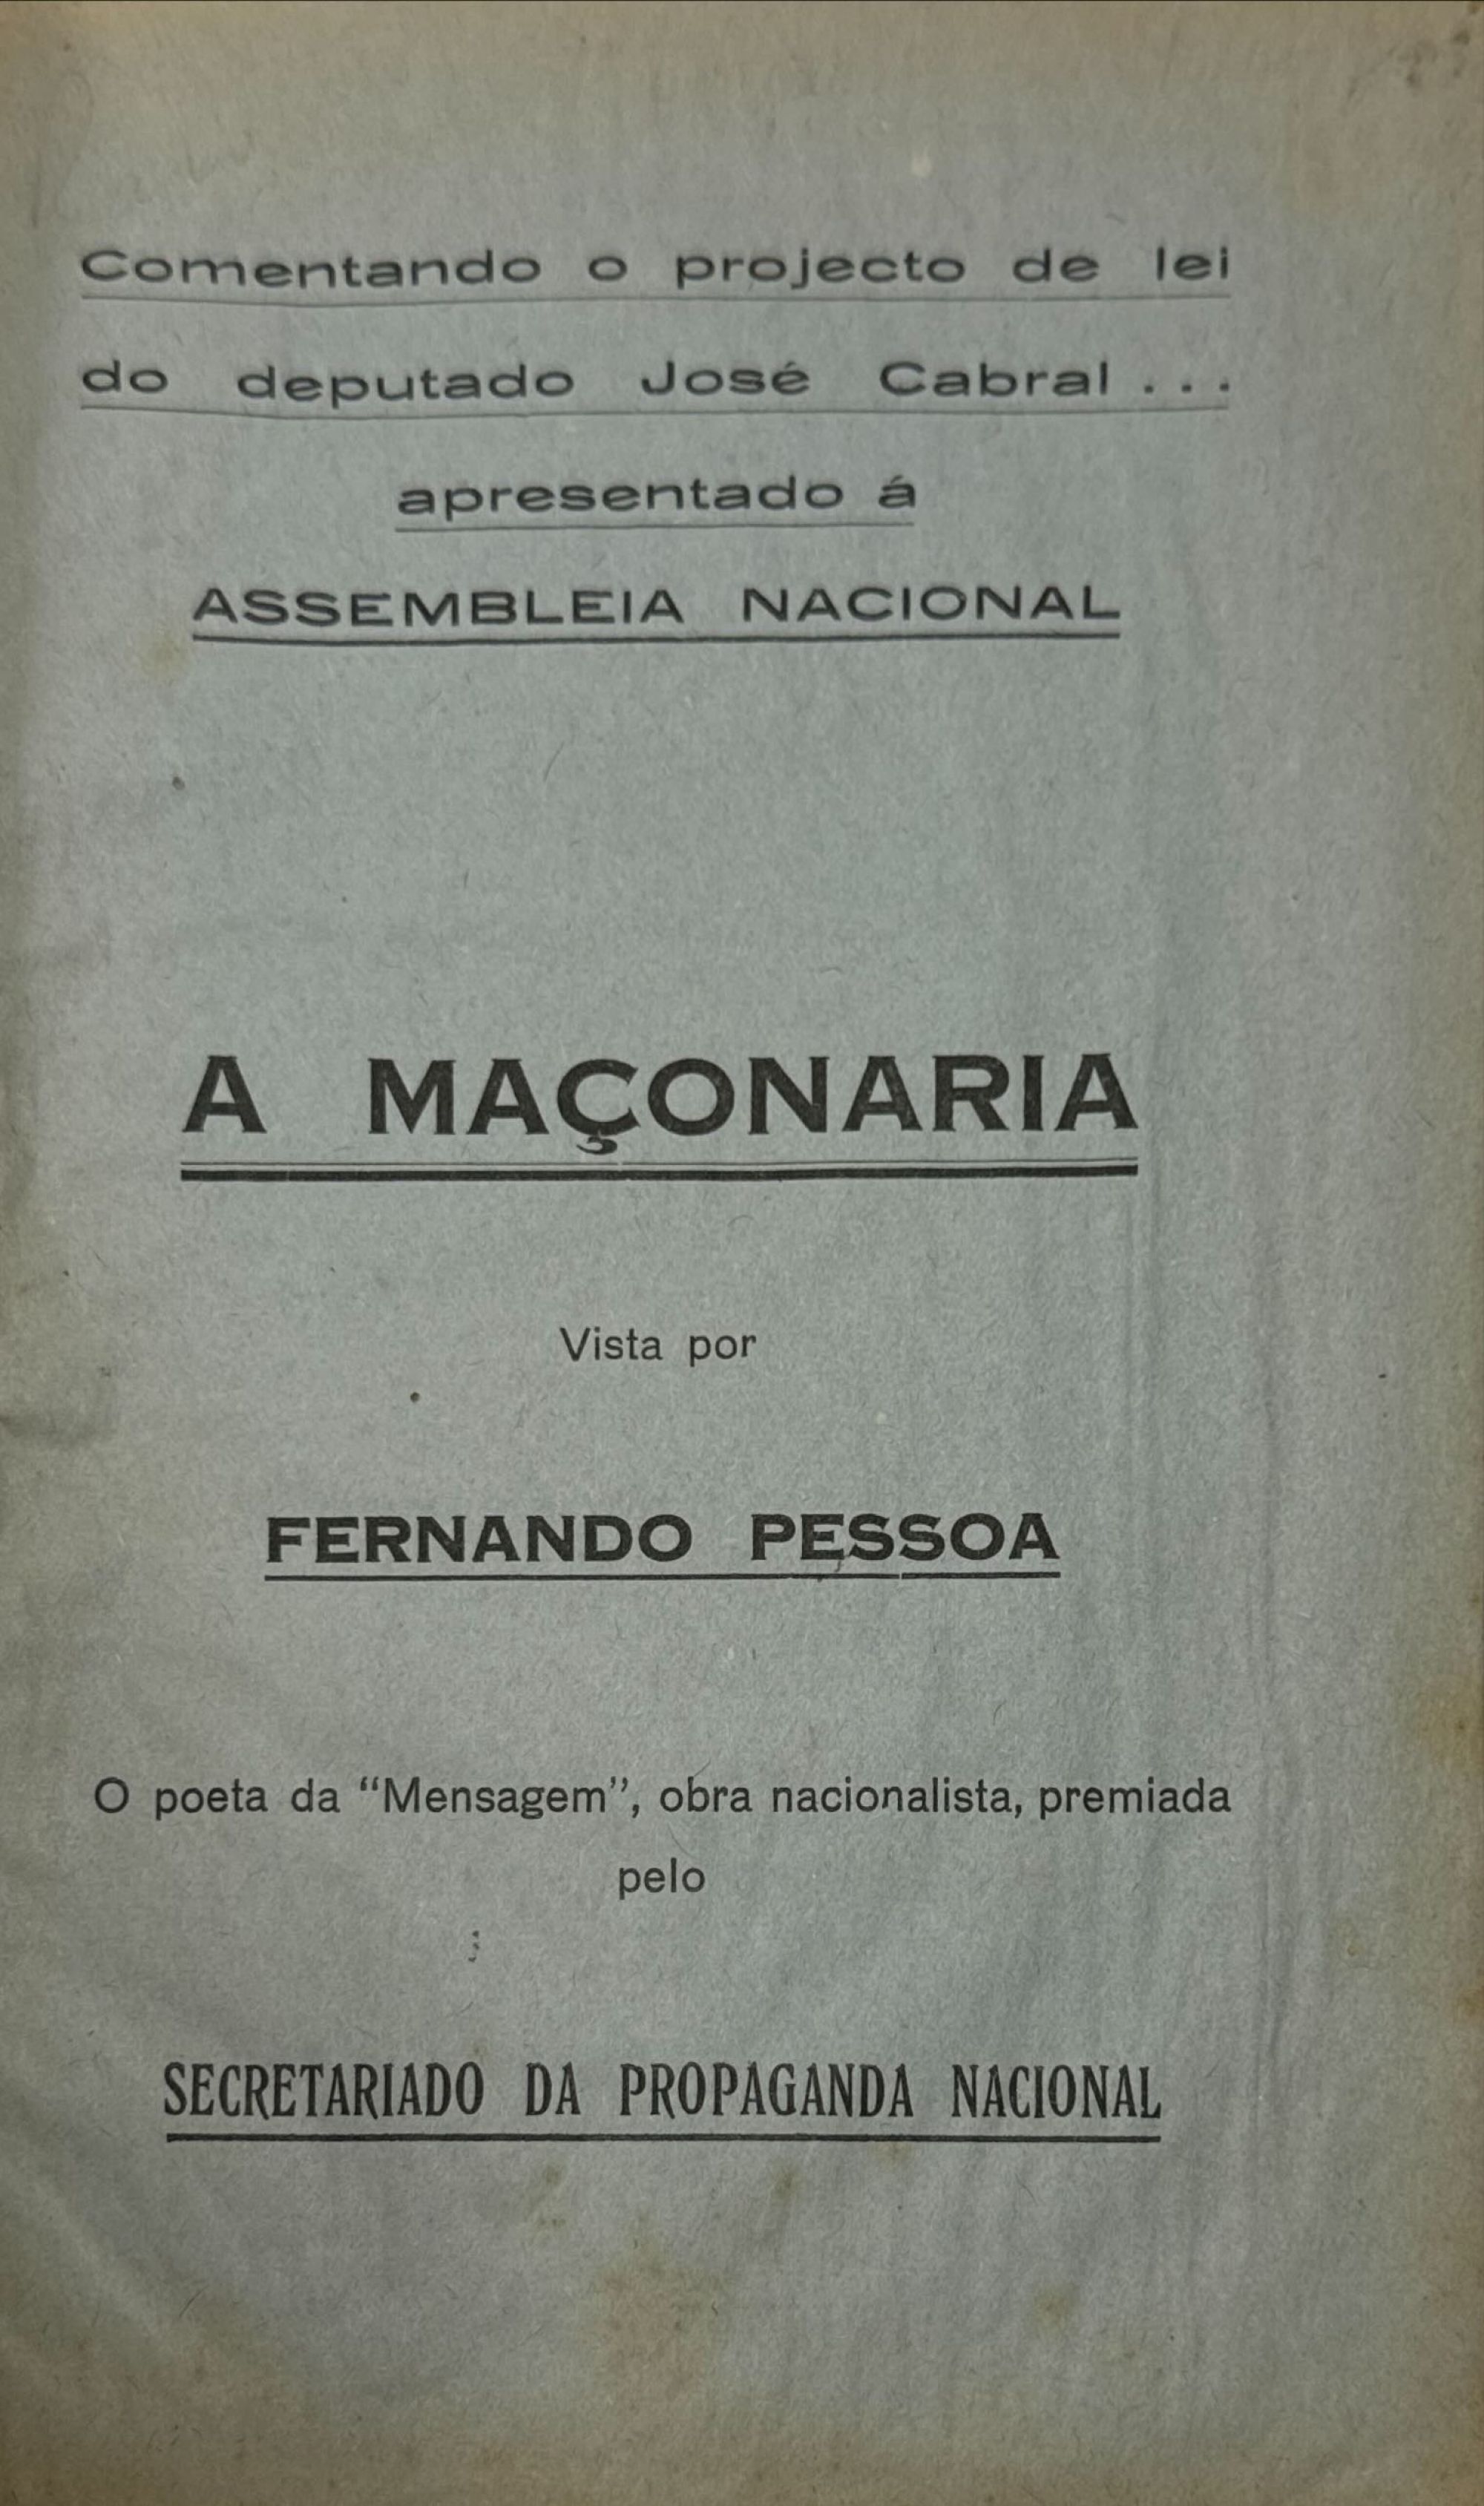 Comentando o projecto de lei
do deputado José Cabral...
apresentado á
ASSEMBLEIA NACIONAL
A MAÇONARIA
Vista por
FERNANDO PESSOA
O poeta da “Mensagem”, obra nacionalista, premiada
pelo
SECRETARIADO DA PROPAGANDA NACIONAL